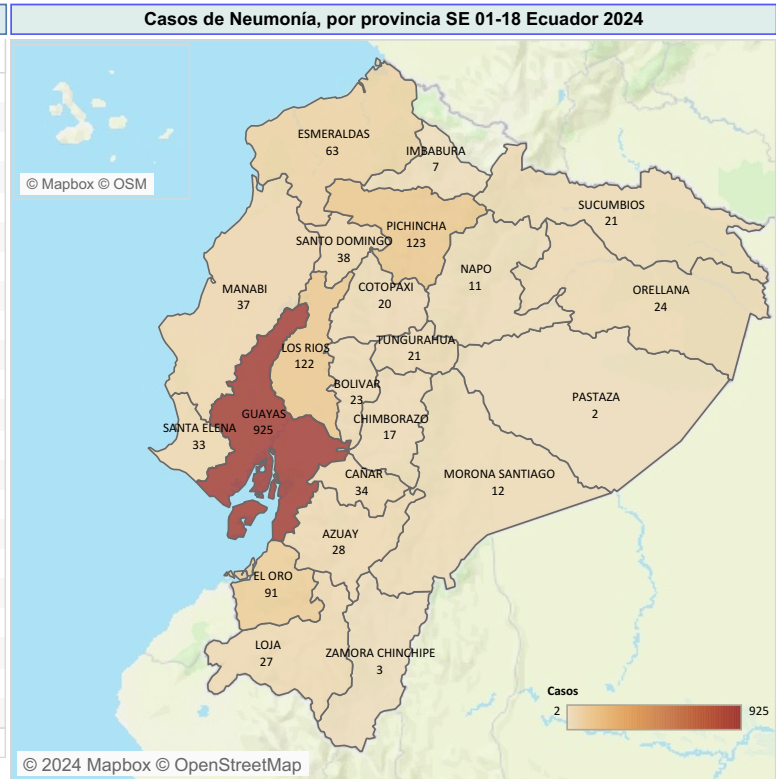 Casos de Neumonía, por provincia SE 01-18 Ecuador 2024
© Mapbox © OSM
ESMERALDAS
63
IMBABURA
7
SUCUMBIOS
21
PICHINCHA
123
SANTO DOMINGO
38
NAPO
11
MANABI
37
COTOPAXI
20
ORELLANA
24
TUNGURAHUA
21
LOS RIOS
122
BOLIVAR
23
PASTAZA
2
GUAYAS
925
CHIMBORAZO
17
SANTA ELENA
33
CAÑAR
34
MORONA SANTIAGO
12
AZUAY
28
EL ORO
91
LOJA
27
ZAMORA CHINCHIPE
3
Casos
2 925
© 2024 Mapbox © OpenStreetMap